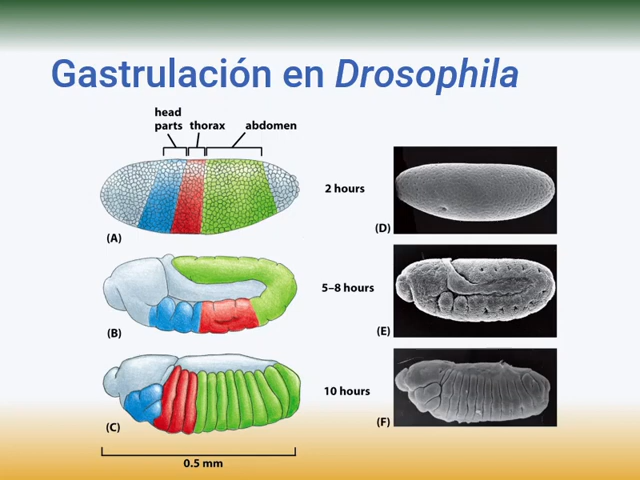 Gastrulación en Drosophila
head
parts thorax abdomen
2 hours
(A)
(D)
5–8 hours
(B)
(E)
10 hours
(C)
(F)
0.5 mm